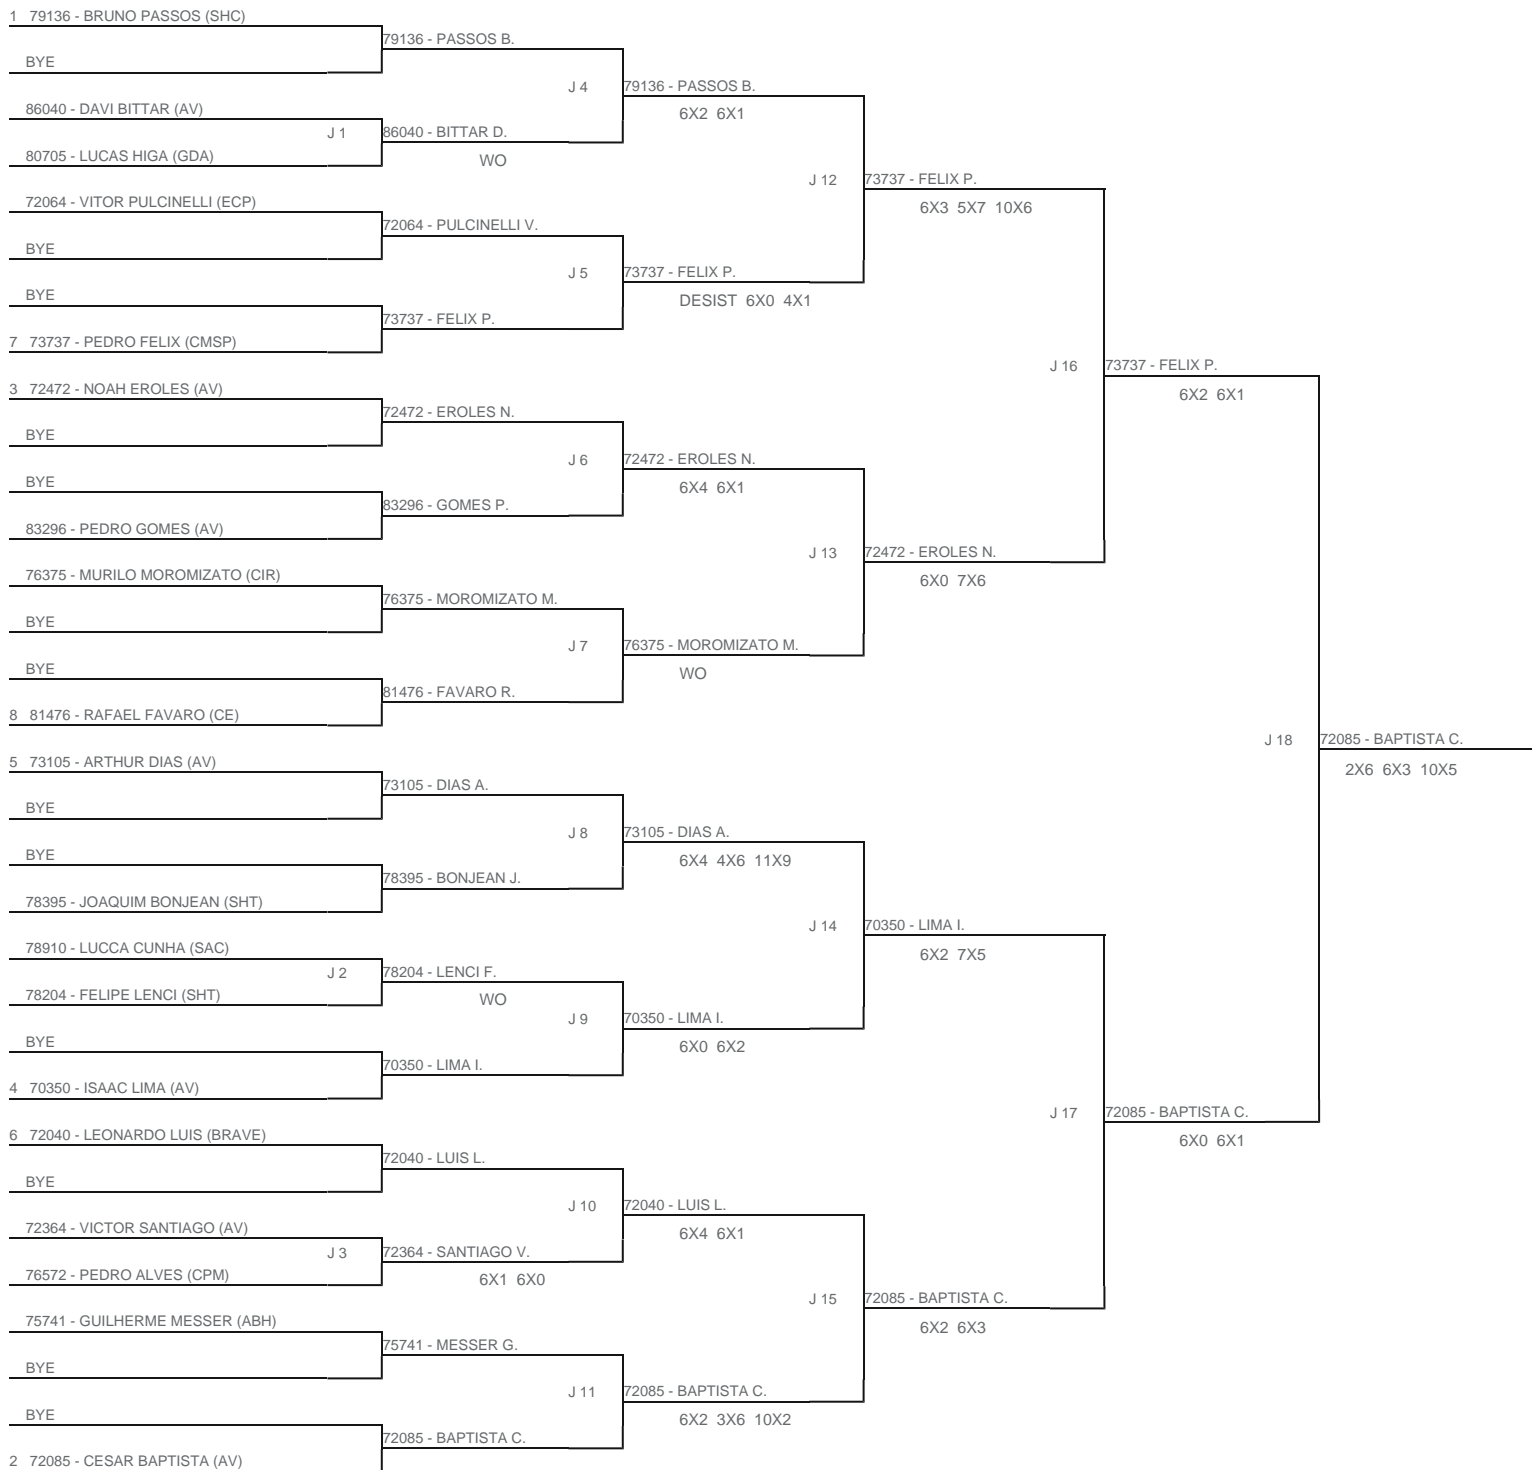 1 79136 - BRUNO PASSOS (SHC)
79136 - PASSOS B.
BYE
J 4
79136 - PASSOS B.
6X2 6X1
86040 - DAVI BITTAR (AV)
J 1
86040 - BITTAR D.
WO
80705 - LUCAS HIGA (GDA)
J 12
73737 - FELIX P.
6X3 5X7 10X6
72064 - VITOR PULCINELLI (ECP)
72064 - PULCINELLI V.
BYE
J 5
73737 - FELIX P.
DESIST 6X0 4X1
BYE
73737 - FELIX P.
7 73737 - PEDRO FELIX (CMSP)
J 16
73737 - FELIX P.
6X2 6X1
3 72472 - NOAH EROLES (AV)
72472 - EROLES N.
BYE
J 6
72472 - EROLES N.
6X4 6X1
BYE
83296 - GOMES P.
83296 - PEDRO GOMES (AV)
J 13
72472 - EROLES N.
6X0 7X6
76375 - MURILO MOROMIZATO (CIR)
76375 - MOROMIZATO M.
BYE
J 7
76375 - MOROMIZATO M.
WO
BYE
81476 - FAVARO R.
8 81476 - RAFAEL FAVARO (CE)
J 18
72085 - BAPTISTA C.
2X6 6X3 10X5
5 73105 - ARTHUR DIAS (AV)
73105 - DIAS A.
BYE
J 8
73105 - DIAS A.
6X4 4X6 11X9
BYE
78395 - BONJEAN J.
78395 - JOAQUIM BONJEAN (SHT)
J 14
70350 - LIMA I.
6X2 7X5
78910 - LUCCA CUNHA (SAC)
J 2
78204 - LENCI F.
WO
78204 - FELIPE LENCI (SHT)
J 9
70350 - LIMA I.
6X0 6X2
BYE
70350 - LIMA I.
4 70350 - ISAAC LIMA (AV)
J 17
72085 - BAPTISTA C.
6X0 6X1
6 72040 - LEONARDO LUIS (BRAVE)
72040 - LUIS L.
BYE
J 10
72040 - LUIS L.
6X4 6X1
72364 - VICTOR SANTIAGO (AV)
J 3
72364 - SANTIAGO V.
6X1 6X0
76572 - PEDRO ALVES (CPM)
J 15
72085 - BAPTISTA C.
6X2 6X3
75741 - GUILHERME MESSER (ABH)
75741 - MESSER G.
BYE
J 11
72085 - BAPTISTA C.
6X2 3X6 10X2
BYE
72085 - BAPTISTA C.
2 72085 - CESAR BAPTISTA (AV)